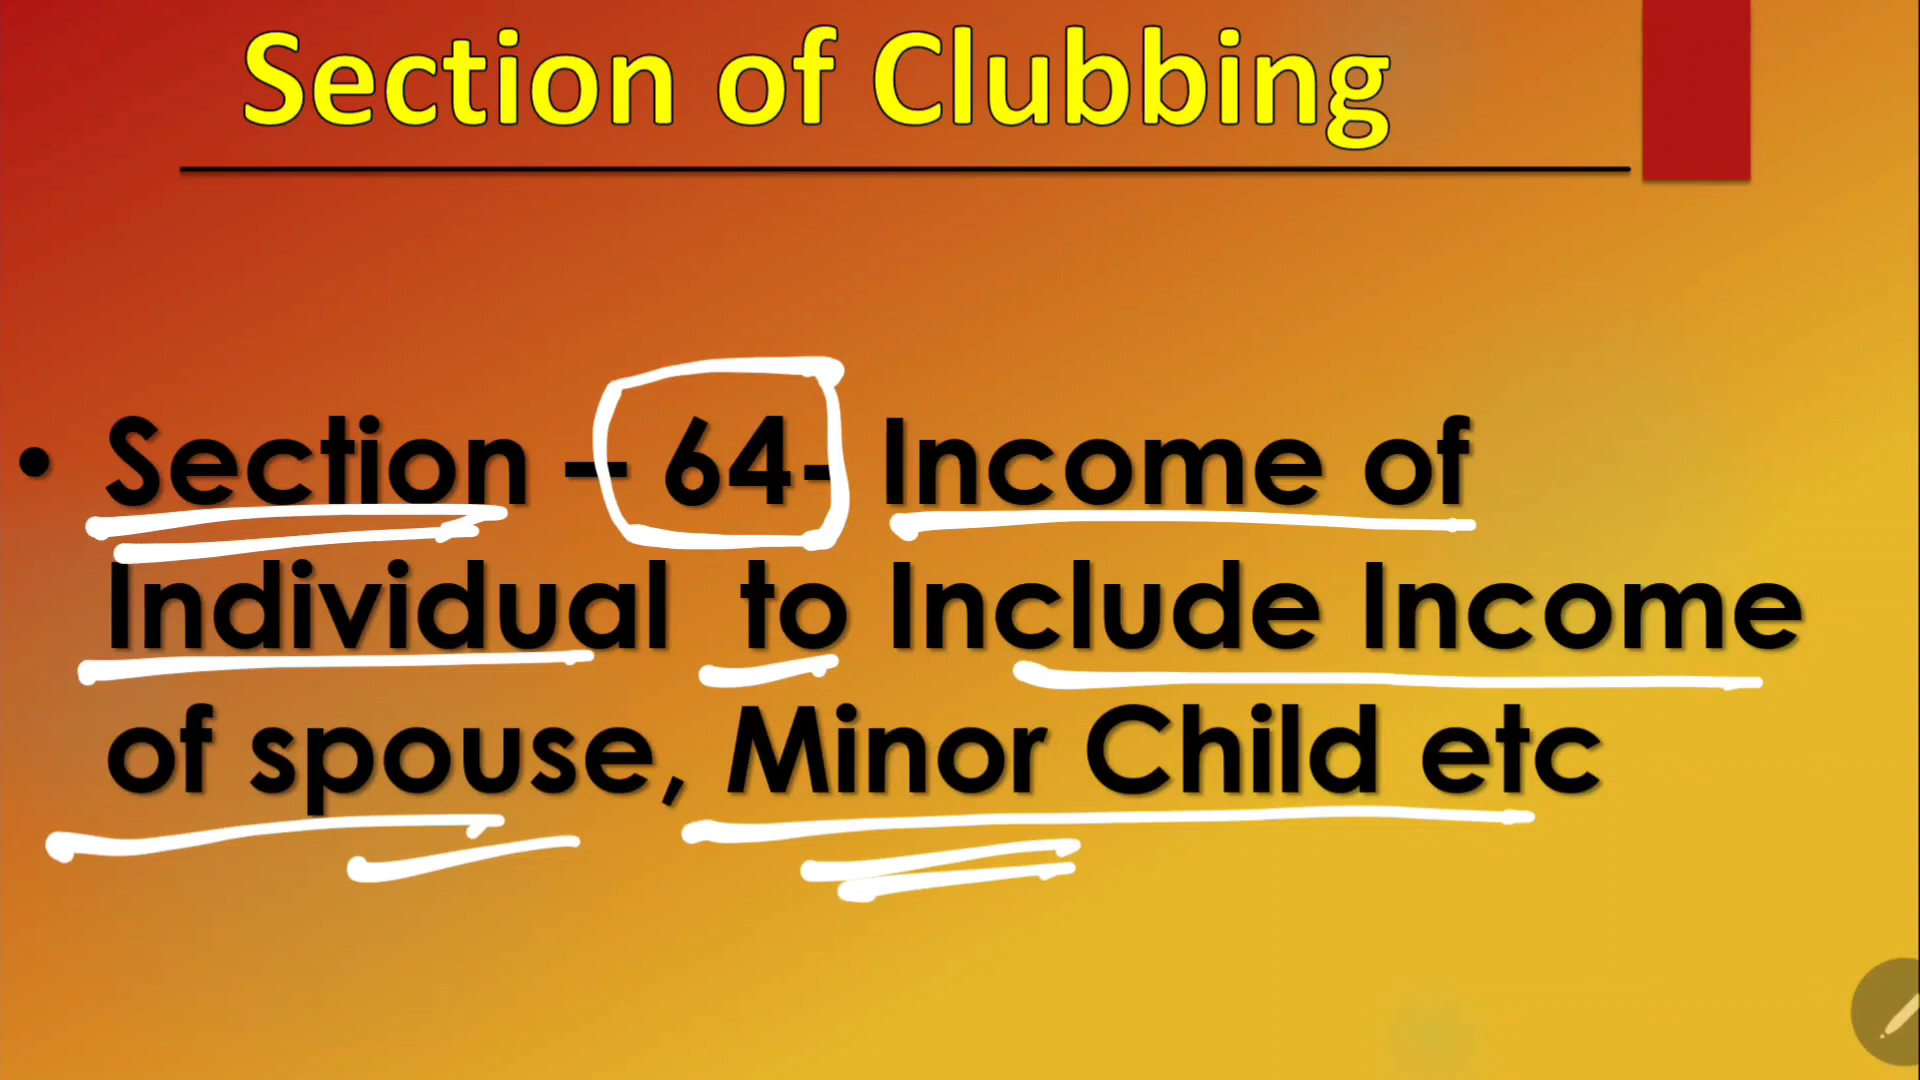 Section of Clubbing
• Section – 64- Income of
Individual to Include Income
of spouse, Minor Child etc